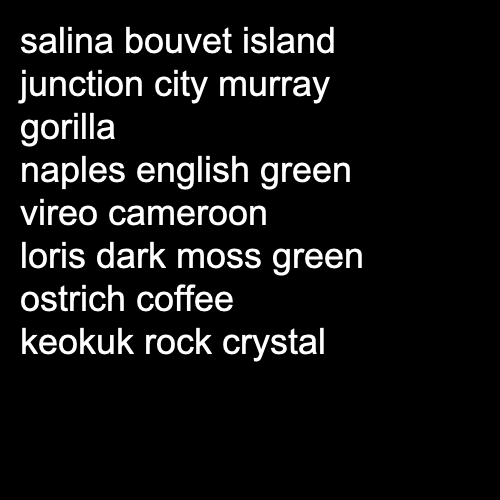 salina bouvet island
junction city murray
gorilla
naples english green
vireo cameroon
loris dark moss green
ostrich coffee
keokuk rock crystal